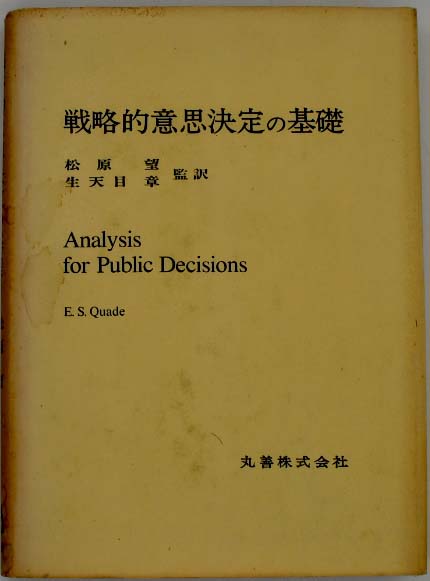 戦略的意思決定の基礎
松原 望
生天目 章 監訳
Analysis
for Public Decisions
E. S. Quade
丸善株式会社